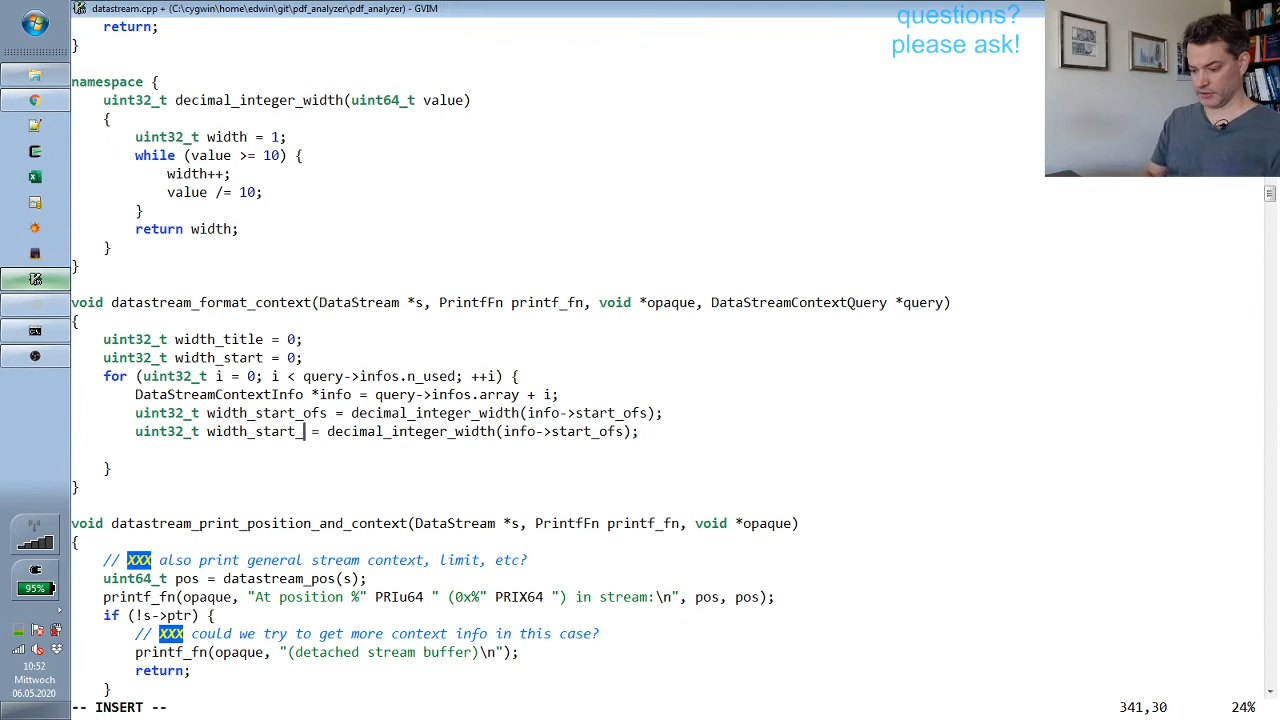 datastream.cpp + (C:\cygwin\home\edwin\git\pdf_analyzer\pdf_analyzer) - GVIM
questions?
please ask!
return;
}
namespace {
uint32_t decimal_integer_width(uint64_t value)
{
uint32_t width = 1;
while (value >= 10) {
width++;
value /= 10;
}
return width;
}
}
void datastream_format_context(DataStream *s, PrintfFn printf_fn, void *opaque, DataStreamContextQuery *query)
{
uint32_t width_title = 0;
uint32_t width_start = 0;
for (uint32_t i = 0; i < query->infos.n_used; ++i) {
DataStreamContextInfo *info = query->infos.array + i;
uint32_t width_start_ofs = decimal_integer_width(info->start_ofs);
uint32_t width_start_ = decimal_integer_width(info->start_ofs);
}
}
void datastream_print_position_and_context(DataStream *s, PrintfFn printf_fn, void *opaque)
{
// XXX also print general stream context, limit, etc?
uint64_t pos = datastream_pos(s);
printf_fn(opaque, "At position %" PRIu64 " (0x%" PRIX64 ") in stream:\n", pos, pos);
if (!s->ptr) {
// XXX could we try to get more context info in this case?
printf_fn(opaque, "(detached stream buffer)\n");
return;
}
-- INSERT --
341,30
24%
95%
10:52
Mittwoch
06.05.2020